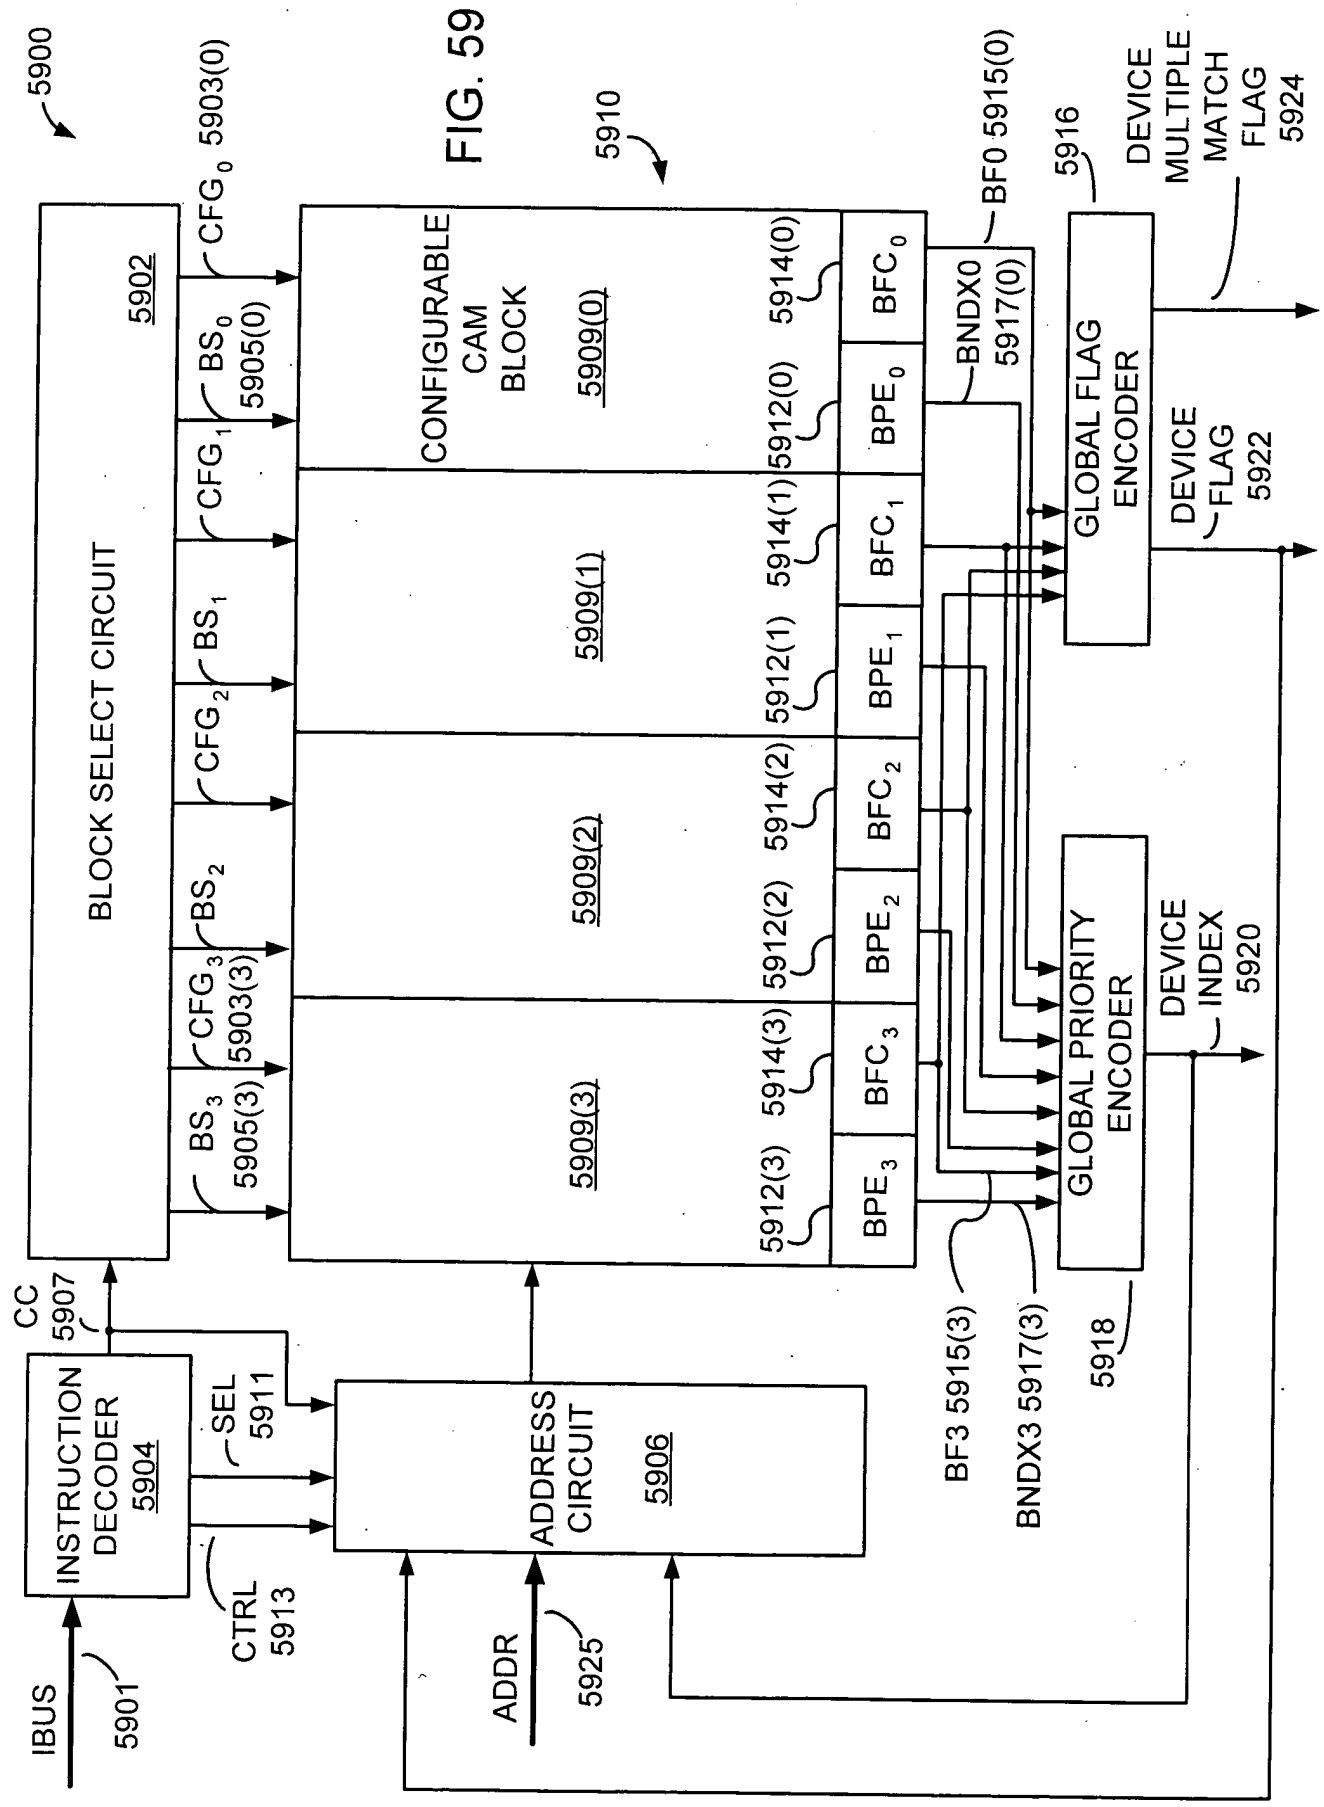 5900
FIG. 59
BLOCK SELECT CIRCUIT
5902
IBUS
5901
INSTRUCTION
DECODER
5904
CC
5907
SEL
5911
CTRL
5913
BS3
5905(3)
CFG3
5903(3)
BS2
CFG2
BS1
CFG1
BS0
5905(0)
CFG0 5903(0)
5910
ADDRESS
CIRCUIT
5906
ADDR
5925
5909(3)
5909(2)
5909(1)
CONFIGURABLE
CAM
BLOCK
5909(0)
5912(3)
5914(3)
5912(2)
5914(2)
5912(1)
5914(1)
5912(0)
5914(0)
BPE3
BFC3
BPE2
BFC2
BPE1
BFC1
BPE0
BFC0
BF3 5915(3)
BNDX3 5917(3)
BNDX0
5917(0)
BF0 5915(0)
5918
GLOBAL PRIORITY
ENCODER
5916
GLOBAL FLAG
ENCODER
DEVICE
INDEX
5920
DEVICE
FLAG
5922
DEVICE
MULTIPLE
MATCH
FLAG
5924